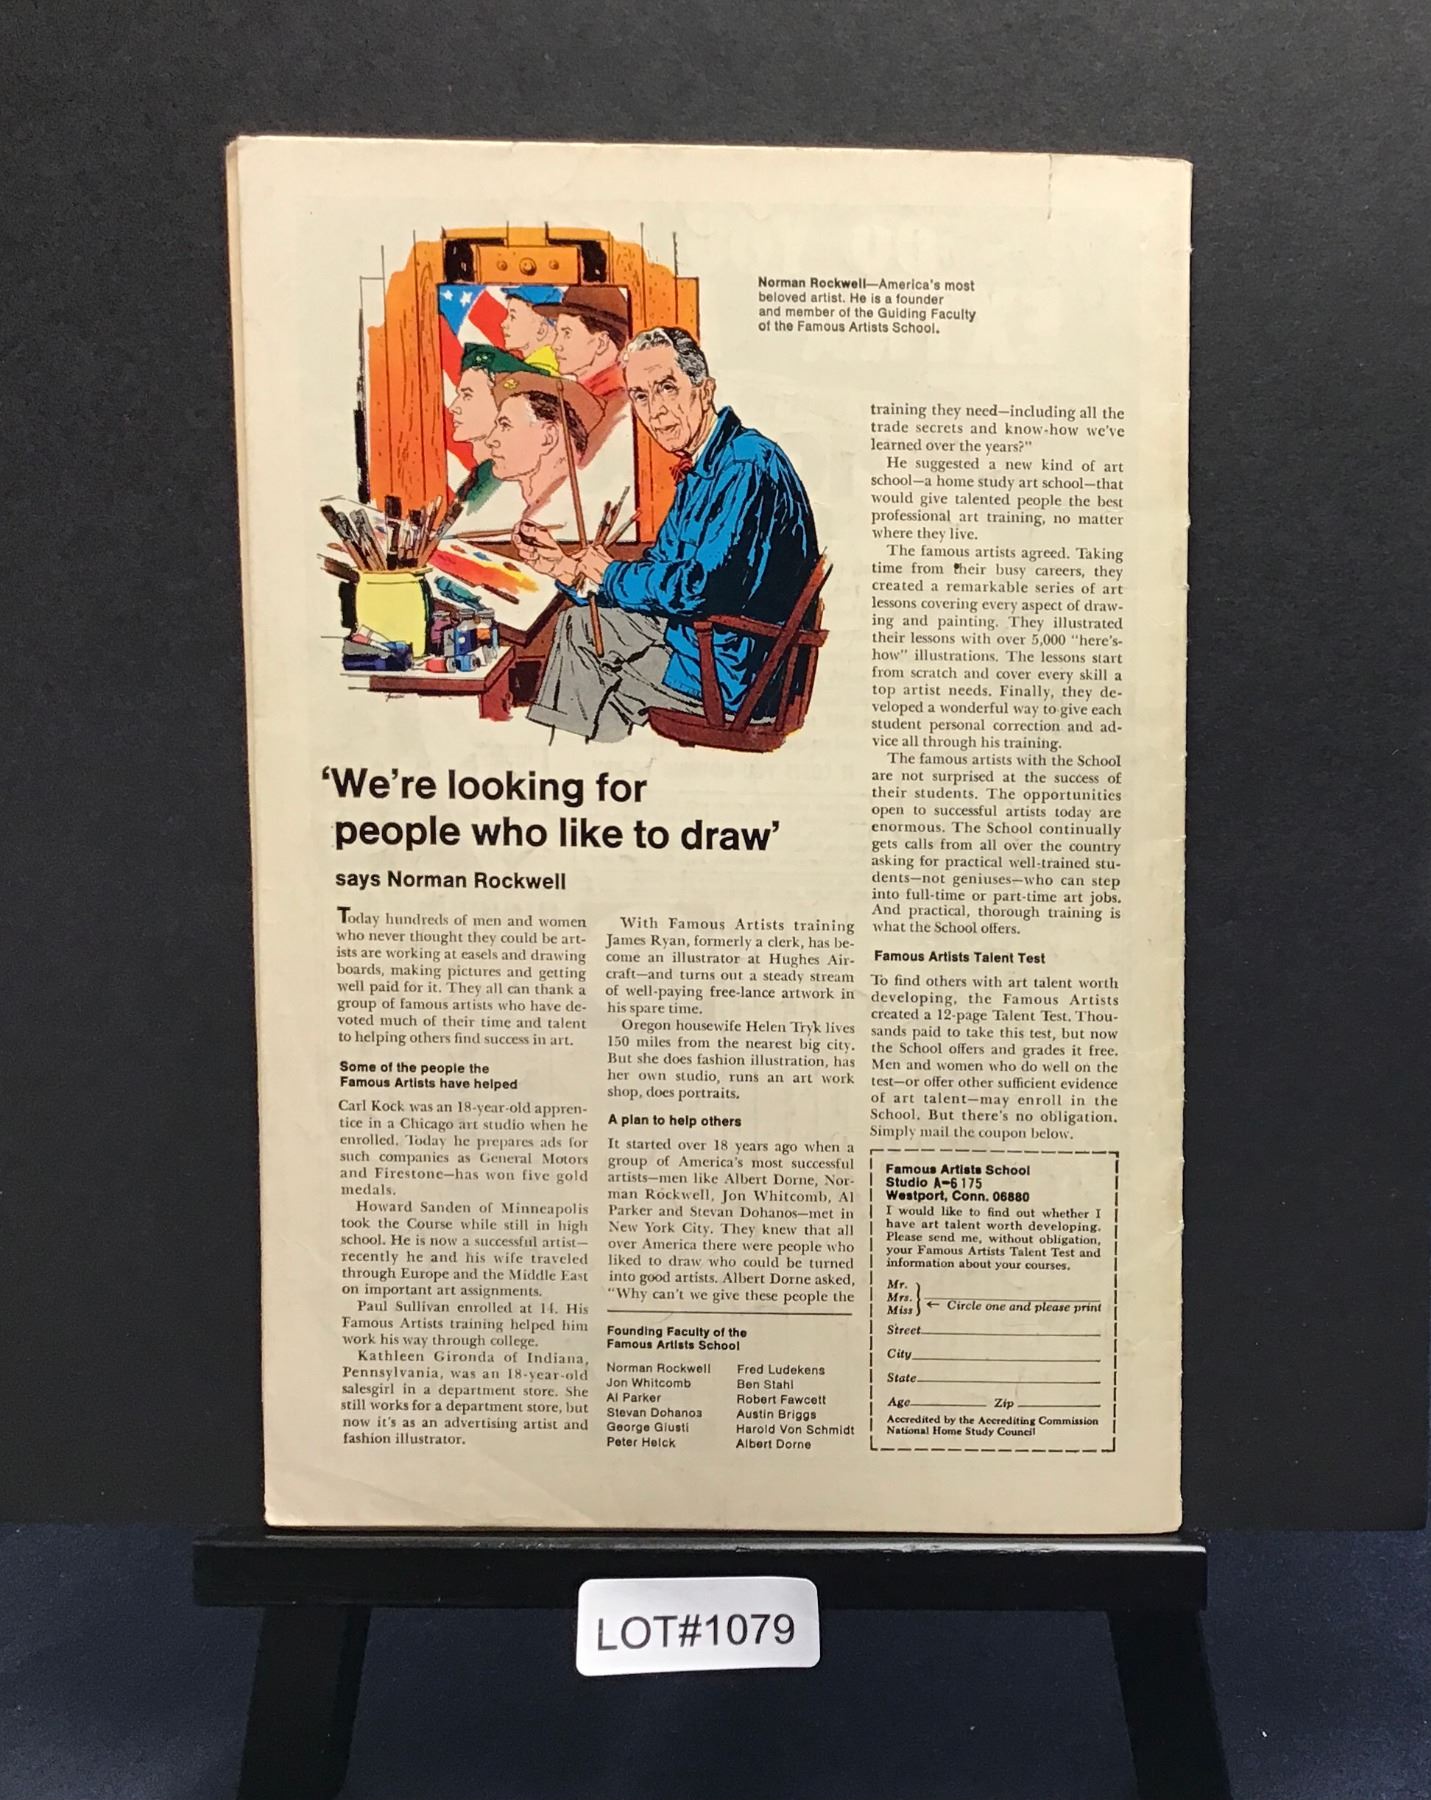 Norman Rockwell—America's most
beloved artist. He is a founder
and member of the Guiding Faculty
of the Famous Artists School.
'We're looking for
people who like to draw'
says Norman Rockwell
Today hundreds of men and women
who never thought they could be art-
ists are working at easels and drawing
boards, making pictures and getting
well paid for it. They all can thank a
group of famous artists who have de-
voted much of their time and talent
to helping others find success in art.
Some of the people the
Famous Artists have helped
Carl Kock was an 18-year-old appren-
tice in a Chicago art studio when he
enrolled. Today he prepares ads for
such companies as General Motors
and Firestone—has won five gold
medals.
Howard Sanden of Minneapolis
took the Course while still in high
school. He is now a successful artist—
recently he and his wife traveled
through Europe and the Middle East
on important art assignments.
Paul Sullivan enrolled at 14. His
Famous Artists training helped him
work his way through college.
Kathleen Gironda of Indiana,
Pennsylvania, was an 18-year-old
salesgirl in a department store. She
still works for a department store, but
now it's as an advertising artist and
fashion illustrator.
With Famous Artists training
James Ryan, formerly a clerk, has be-
come an illustrator at Hughes Air-
craft—and turns out a steady stream
of well-paying free-lance artwork in
his spare time.
Oregon housewife Helen Tryk lives
150 miles from the nearest big city.
But she does fashion illustration, has
her own studio, runs an art work
shop, does portraits.
A plan to help others
It started over 18 years ago when a
group of America's most successful
artists—men like Albert Dorne, Nor-
man Rockwell, Jon Whitcomb, Al
Parker and Stevan Dohanos—met in
New York City. They knew that all
over America there were people who
liked to draw who could be turned
into good artists. Albert Dorne asked,
"Why can't we give these people the
Founding Faculty of the
Famous Artists School
Norman Rockwell
Jon Whitcomb
Al Parker
Stevan Dohanos
George Giusti
Peter Helck
Fred Ludekens
Ben Stahl
Robert Fawcett
Austin Briggs
Harold Von Schmidt
Albert Dorne
training they need—including all the
trade secrets and know-how we've
learned over the years?"
He suggested a new kind of art
school—a home study art school—that
would give talented people the best
professional art training, no matter
where they live.
The famous artists agreed. Taking
time from their busy careers, they
created a remarkable series of art
lessons covering every aspect of draw-
ing and painting. They illustrated
their lessons with over 5,000 "here's-
how" illustrations. The lessons start
from scratch and cover every skill a
top artist needs. Finally, they de-
veloped a wonderful way to give each
student personal correction and ad-
vice all through his training.
The famous artists with the School
are not surprised at the success of
their students. The opportunities
open to successful artists today are
enormous. The School continually
gets calls from all over the country
asking for practical well-trained stu-
dents—not geniuses—who can step
into full-time or part-time art jobs.
And practical, thorough training is
what the School offers.
Famous Artists Talent Test
To find others with art talent worth
developing, the Famous Artists
created a 12-page Talent Test. Thou-
sands paid to take this test, but now
the School offers and grades it free.
Men and women who do well on the
test—or offer other sufficient evidence
of art talent—may enroll in the
School. But there's no obligation.
Simply mail the coupon below.
Famous Artists School
Studio A-6175
Westport, Conn. 06880
I would like to find out whether I
have art talent worth developing.
Please send me, without obligation,
your Famous Artists Talent Test and
information about your courses.
Mr.
Mrs.
Miss ← Circle one and please print
Street
City
State
Age Zip
Accredited by the Accrediting Commission
National Home Study Council
LOT#1079